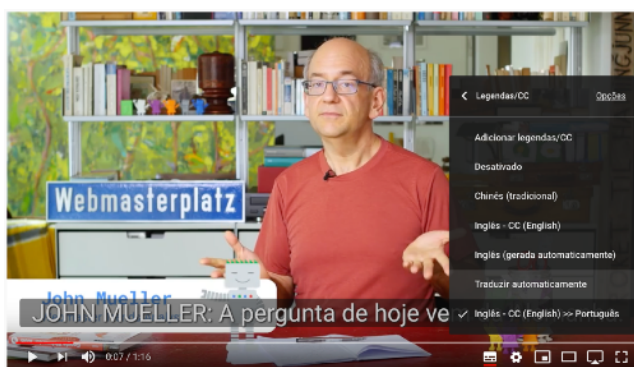 Legendas/CC
Opções
Adicionar legendas/CC
Desativado
Chinês (tradicional)
Inglês - CC (English)
Inglês (gerada automaticamente)
Traduzir automaticamente
Inglês - CC (English) >> Português
Webmasterplatz
John Mueller
JOHN MUELLER: A pergunta de hoje ve
0:07 / 1:16